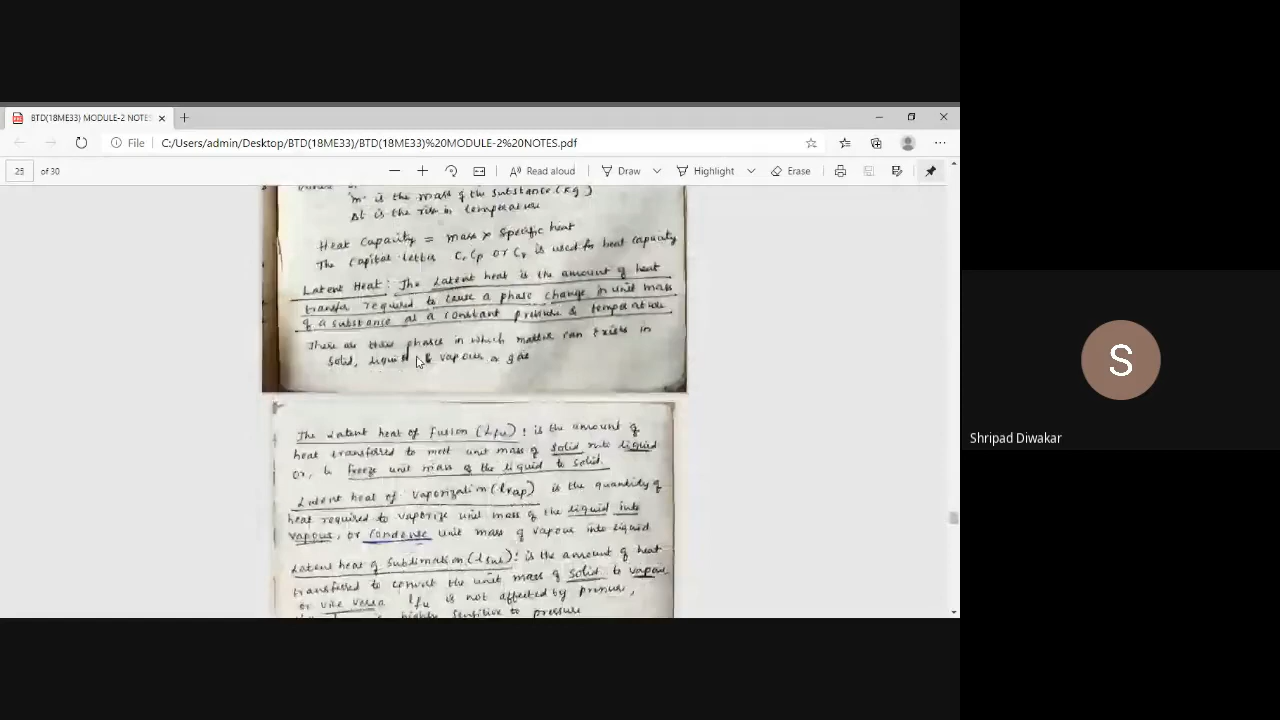 BTD(18ME33) MODULE-2 NOTES
File C:/Users/admin/Desktop/BTD(18ME33)/BTD(18ME33)%20MODULE-2%20NOTES.pdf
25 of 30 Read aloud Draw Highlight Erase
'm' is the mass of the substance (Kg)
Δt is the rise in temperature
Heat Capacity = mass × specific heat
The Capital letter C, Cp or Cv is used for heat capacity
Latent Heat: The Latent heat is the amount of heat
transfer required to cause a phase change in unit mass
of a substance at a constant pressure & temperature
There are three phases in which matter can exists in
solid, liquid & vapour or gas
The Latent heat of fusion (Lfu): is the amount of
heat transferred to melt unit mass of solid into liquid
or, to freeze unit mass of the liquid to solid.
Latent heat of vaporization (lvap) is the quantity of
heat required to vaporize unit mass of the liquid into
vapour, or condense unit mass of vapour into liquid
Latent heat of Sublimation (lsub): is the amount of heat
transferred to convert the unit mass of solid to vapour
or vice versa lfu is not affected by pressure,
highly sensitive to pressure
S
Shripad Diwakar